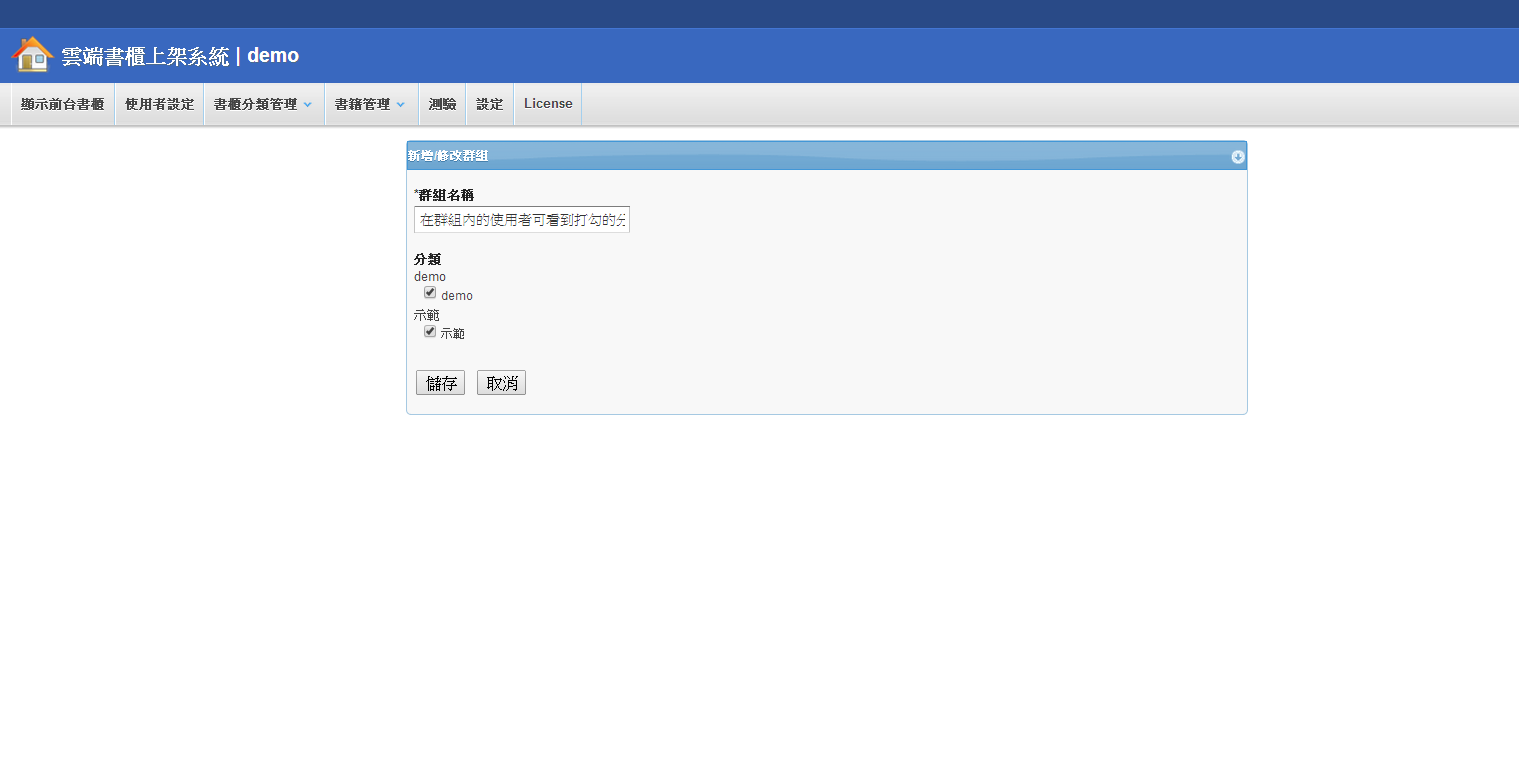 雲端書櫃上架系統 | demo
顯示前台書櫃 使用者設定 書櫃分類管理 書籍管理 測驗 設定 License
新增/修改群組
*群組名稱
在群組內的使用者可看到打勾的分
分類
demo
demo
示範
示範
儲存 取消